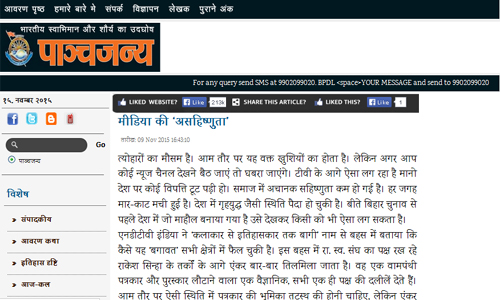 आवरण पृष्ठ हमारे बारे मे संपर्क विज्ञापन लेखक पुराने अंक
भारतीय स्वाभिमान और शौर्य का उदघोष
पाञ्चजन्य
For any query send SMS at 9902099020. BPDL <space>YOUR MESSAGE and send to 9902099020
१५, नवम्बर २०१५
LIKED WEBSITE? Like 213k SHARE THIS ARTICLE? LIKED THIS? Like 1
Go
पाञ्चजन्य
विशेष
संपादकीय
आवरण कथा
इतिहास दृष्टि
आज-कल
मीडिया की 'असहिष्णुता'
तारीख: 09 Nov 2015 16:43:10
त्योहारों का मौसम है। आम तौर पर यह वक्त खुशियों का होता है। लेकिन अगर आप
कोई न्यूज चैनल देखने बैठ जाएं तो घबरा जाएंगे। टीवी के आगे ऐसा लग रहा है मानो
देश पर कोई विपत्ति टूट पड़ी हो। समाज में अचानक सहिष्णुता कम हो गई है। हर जगह
मार-काट मची हुई है। देश में गृहयुद्ध जैसी स्थिति पैदा हो चुकी है। बीते बिहार चुनाव से
पहले देश में जो माहौल बनाया गया है उसे देखकर किसी को भी ऐसा लग सकता है।
एनडीटीवी इंडिया ने 'कलाकार से इतिहासकार तक बागी' नाम से बहस में बताया कि
कैसे यह 'बगावत' सभी क्षेत्रों में फैल चुकी है। इस बहस में रा. स्व. संघ का पक्ष रख रहे
राकेश सिन्हा के तर्कों के आगे एंकर बार-बार तिलमिला जाता है। वह एक वामपंथी
पत्रकार और पुरस्कार लौटाने वाला एक वैज्ञानिक, सभी एक ही पक्ष की दलीलें देते हैं।
आम तौर पर ऐसी स्थिति में पत्रकार की भूमिका तटस्थ की होनी चाहिए, लेकिन एंकर